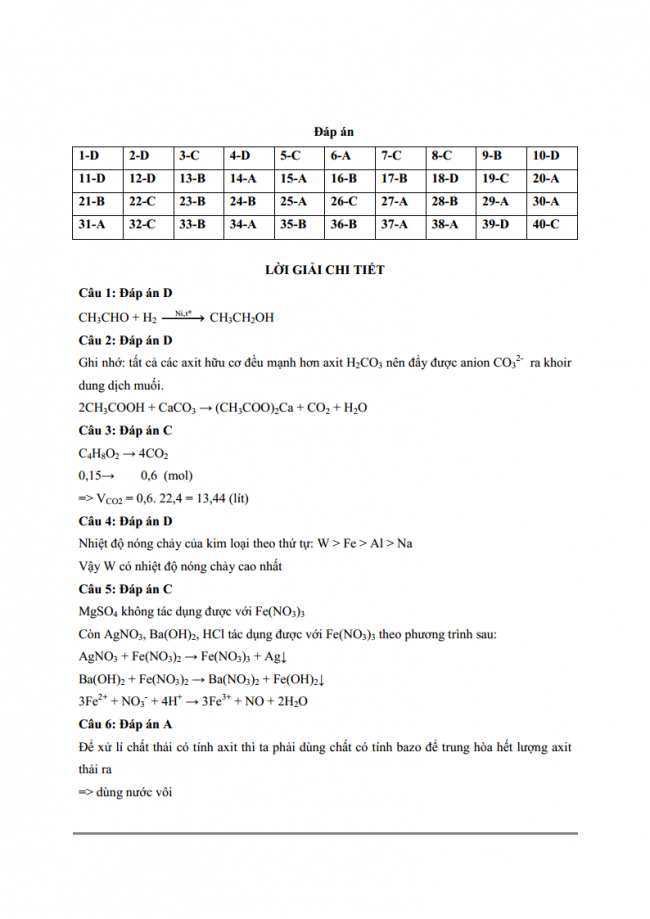 Đáp án
1-D 2-D 3-C 4-D 5-C 6-A 7-C 8-C 9-B 10-D
11-D 12-D 13-B 14-A 15-A 16-B 17-B 18-D 19-C 20-A
21-B 22-C 23-B 24-B 25-A 26-C 27-A 28-B 29-A 30-A
31-A 32-C 33-B 34-A 35-B 36-B 37-A 38-A 39-D 40-C
LỜI GIẢI CHI TIẾT
Câu 1: Đáp án D
CH₃CHO + H₂ —Ni,tº→ CH₃CH₂OH
Câu 2: Đáp án D
Ghi nhớ: tất cả các axit hữu cơ đều mạnh hơn axit H₂CO₃ nên đẩy được anion CO₃²⁻ ra khoir
dung dịch muối.
2CH₃COOH + CaCO₃ → (CH₃COO)₂Ca + CO₂ + H₂O
Câu 3: Đáp án C
C₄H₈O₂ → 4CO₂
0,15→ 0,6 (mol)
=> V_CO2 = 0,6. 22,4 = 13,44 (lít)
Câu 4: Đáp án D
Nhiệt độ nóng chảy của kim loại theo thứ tự: W > Fe > Al > Na
Vậy W có nhiệt độ nóng chảy cao nhất
Câu 5: Đáp án C
MgSO₄ không tác dụng được với Fe(NO₃)₃
Còn AgNO₃, Ba(OH)₂, HCl tác dụng được với Fe(NO₃)₃ theo phương trình sau:
AgNO₃ + Fe(NO₃)₂ → Fe(NO₃)₃ + Ag↓
Ba(OH)₂ + Fe(NO₃)₂ → Ba(NO₃)₂ + Fe(OH)₂↓
3Fe²⁺ + NO₃⁻ + 4H⁺ → 3Fe³⁺ + NO + 2H₂O
Câu 6: Đáp án A
Để xử lí chất thải có tính axit thì ta phải dùng chất có tính bazo để trung hòa hết lượng axit
thải ra
=> dùng nước vôi